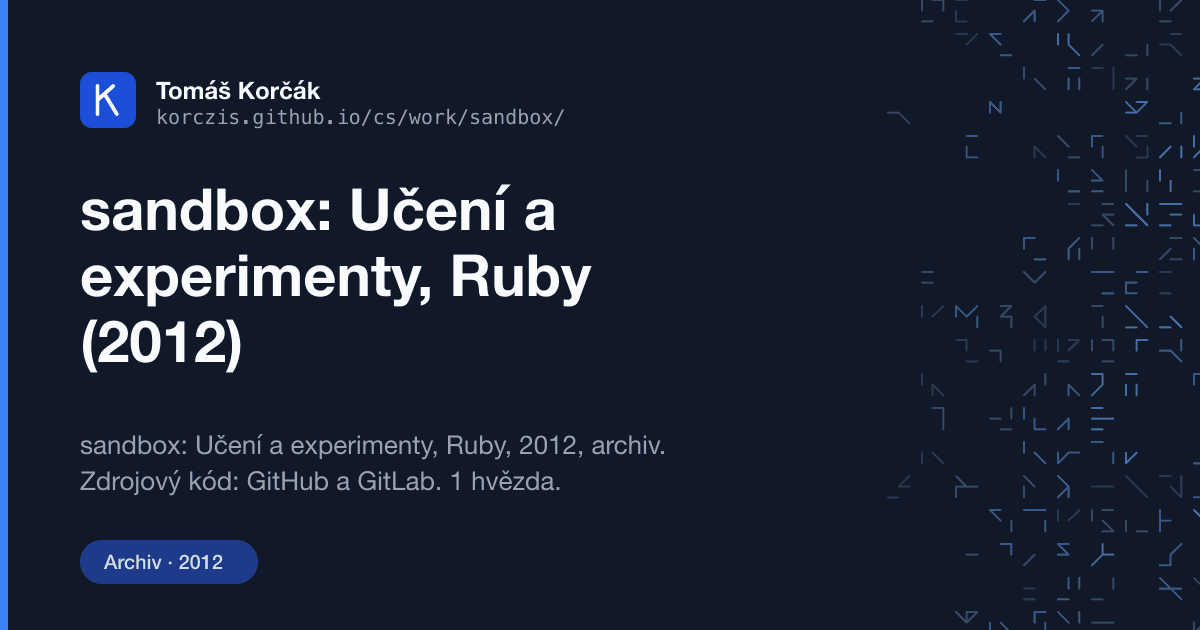 K
Tomáš Korčák
korczis.github.io/cs/work/sandbox/
sandbox: Učení a
experimenty, Ruby
(2012)
sandbox: Učení a experimenty, Ruby, 2012, archiv.
Zdrojový kód: GitHub a GitLab. 1 hvězda.
Archiv · 2012